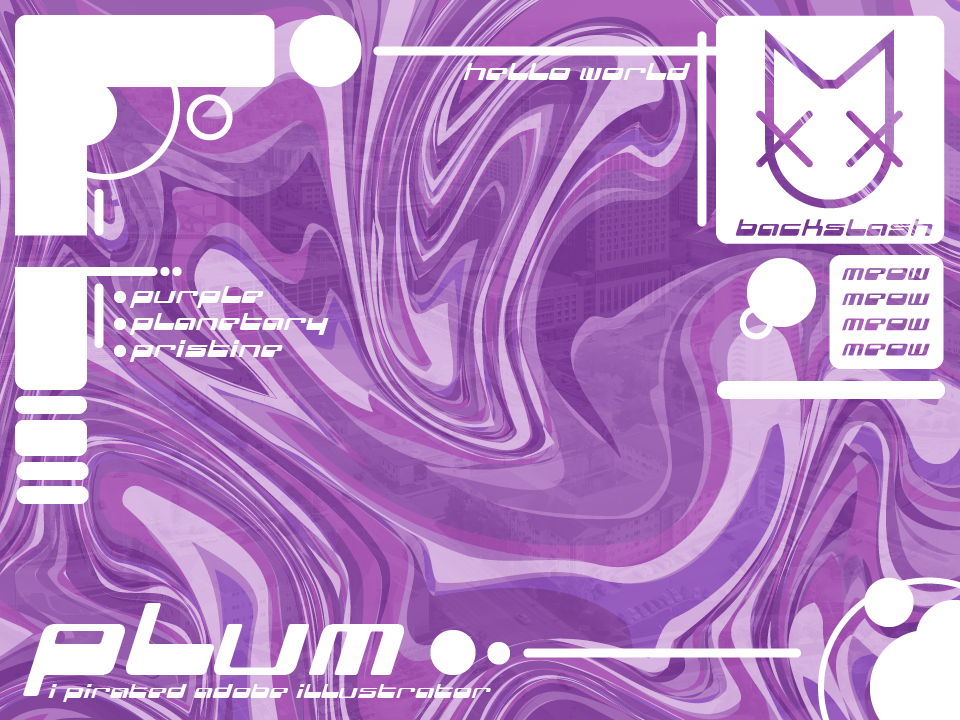 hello world
backslash
meow
meow
meow
meow
purple
planetary
pristine
plum
i pirated adobe illustrator